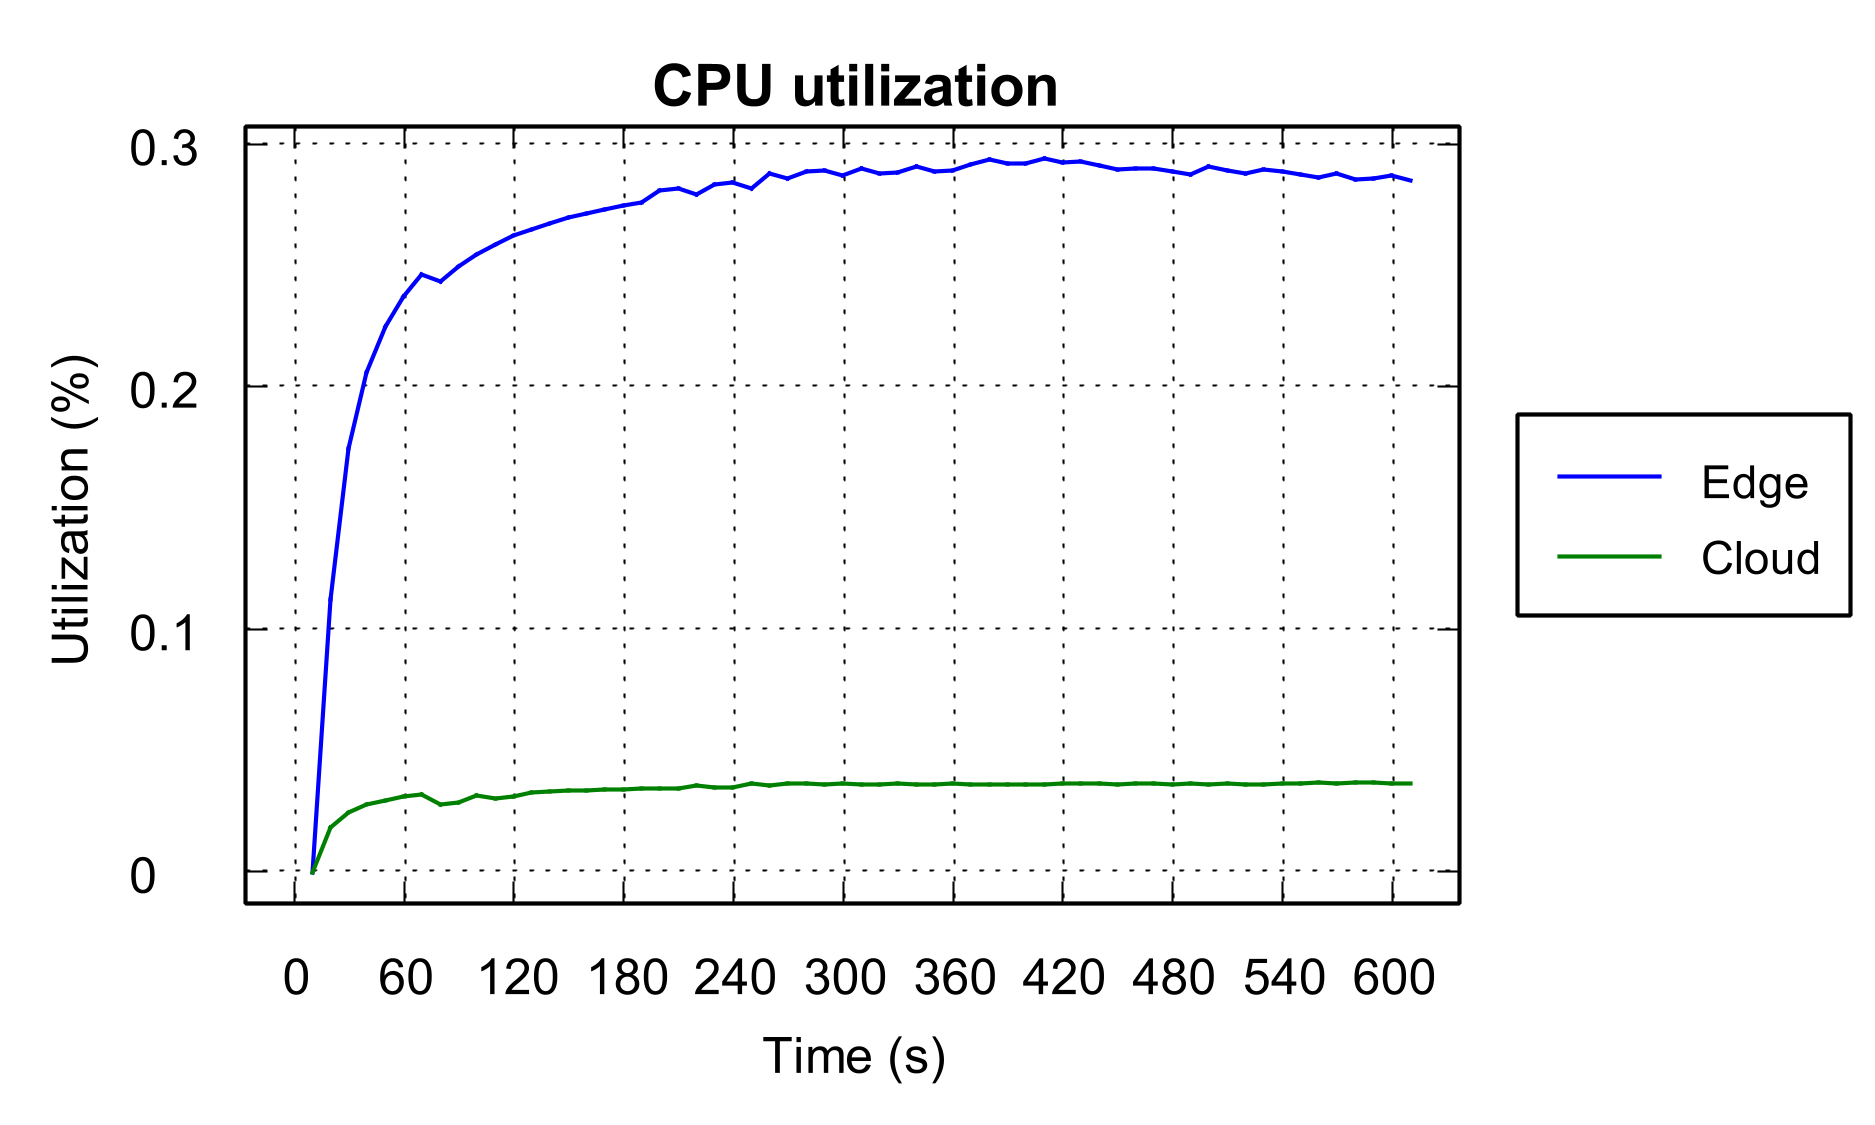 CPU utilization
0.3
0.2
0.1
0
Utilization (%)
0 60 120 180 240 300 360 420 480 540 600
Time (s)
Edge
Cloud